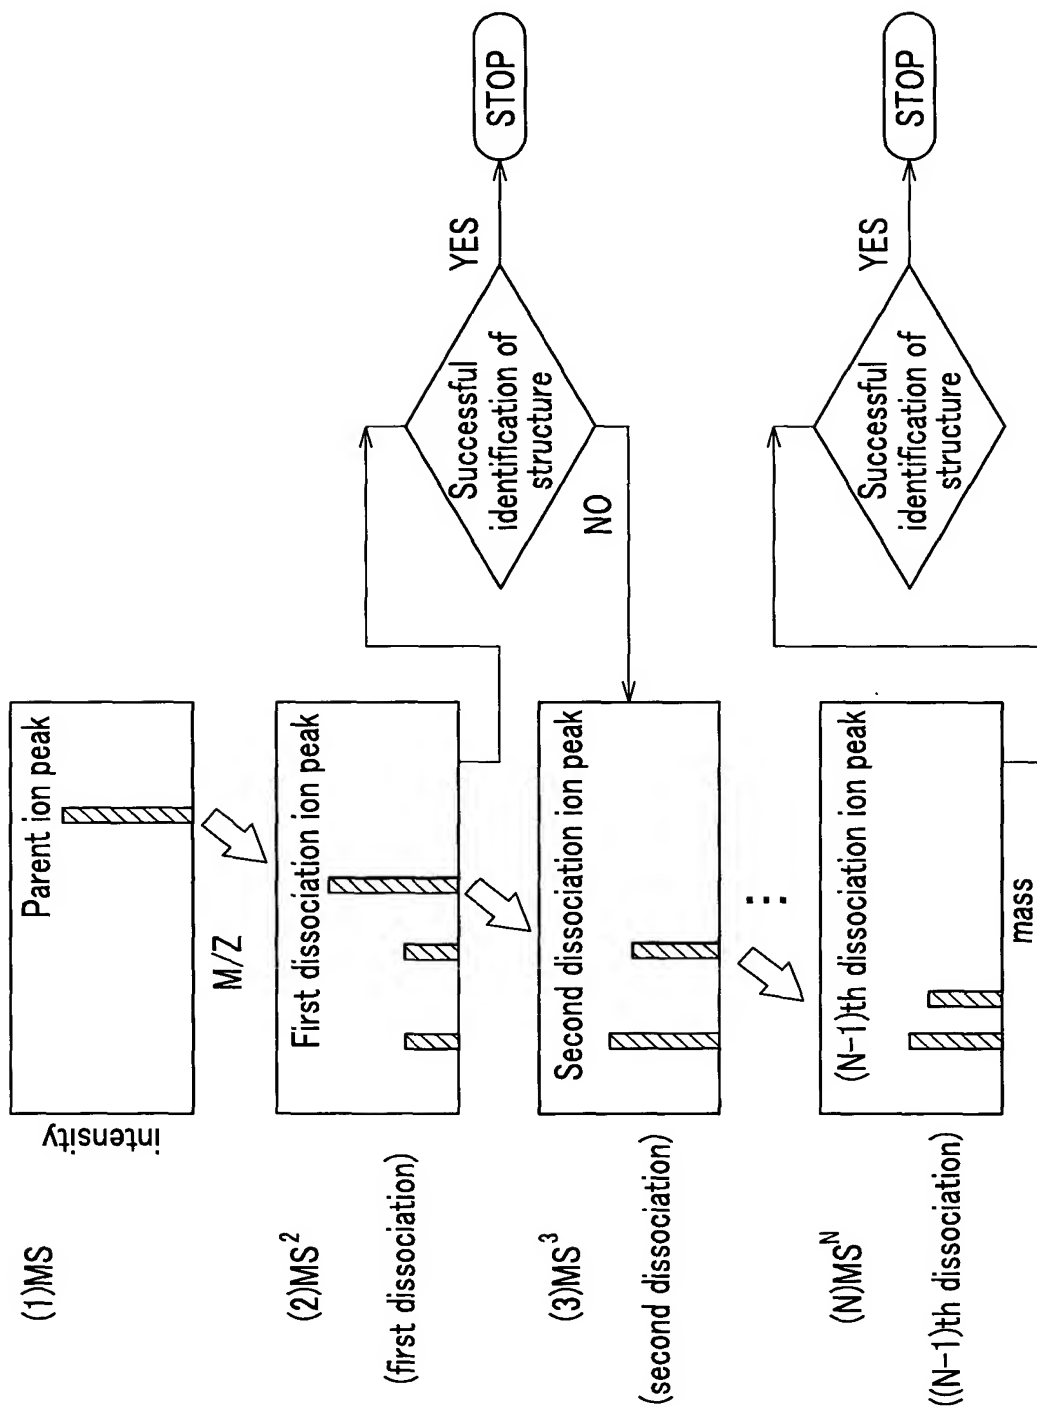 (1)MS
intensity
Parent ion peak
M/Z
(2)MS²
(first dissociation)
First dissociation ion peak
Successful
identification of
structure
YES
STOP
NO
(3)MS³
(second dissociation)
Second dissociation ion peak
...
(N)MSᴺ
((N-1)th dissociation)
(N-1)th dissociation ion peak
mass
Successful
identification of
structure
YES
STOP